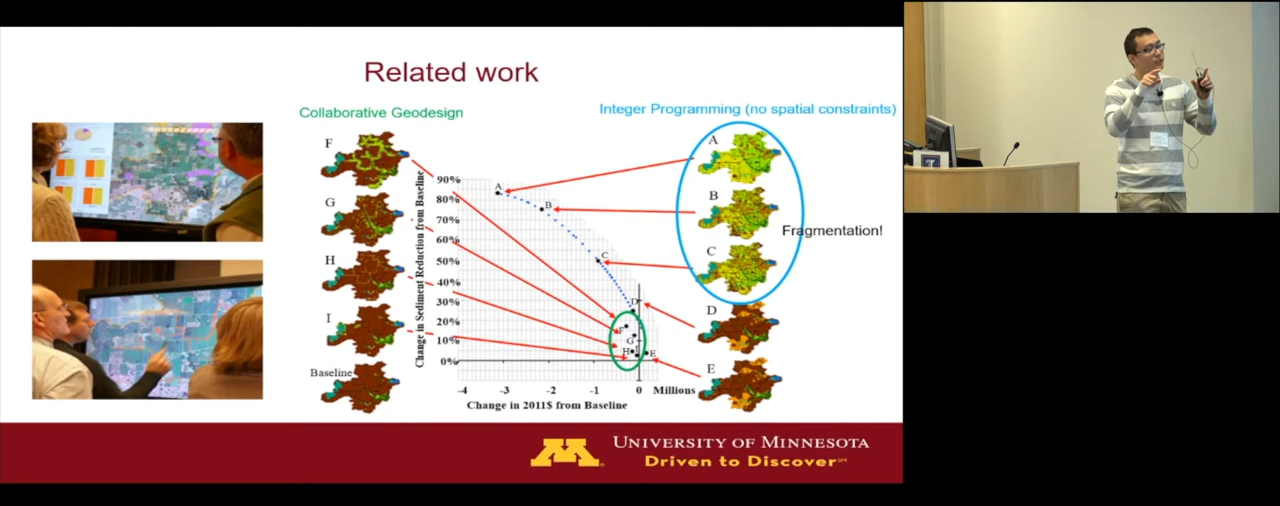 Related work
Collaborative Geodesign
Integer Programming (no spatial constraints)
F
G
H
I
Baseline
Change in Sediment Reduction from Baseline
90%
80%
70%
60%
50%
40%
30%
20%
10%
0%
A
B
C
D
F
G
H
E
-4
-3
-2
-1
0
Millions
Change in 2011$ from Baseline
A
B
C
D
E
Fragmentation!
UNIVERSITY OF MINNESOTA
Driven to Discover℠